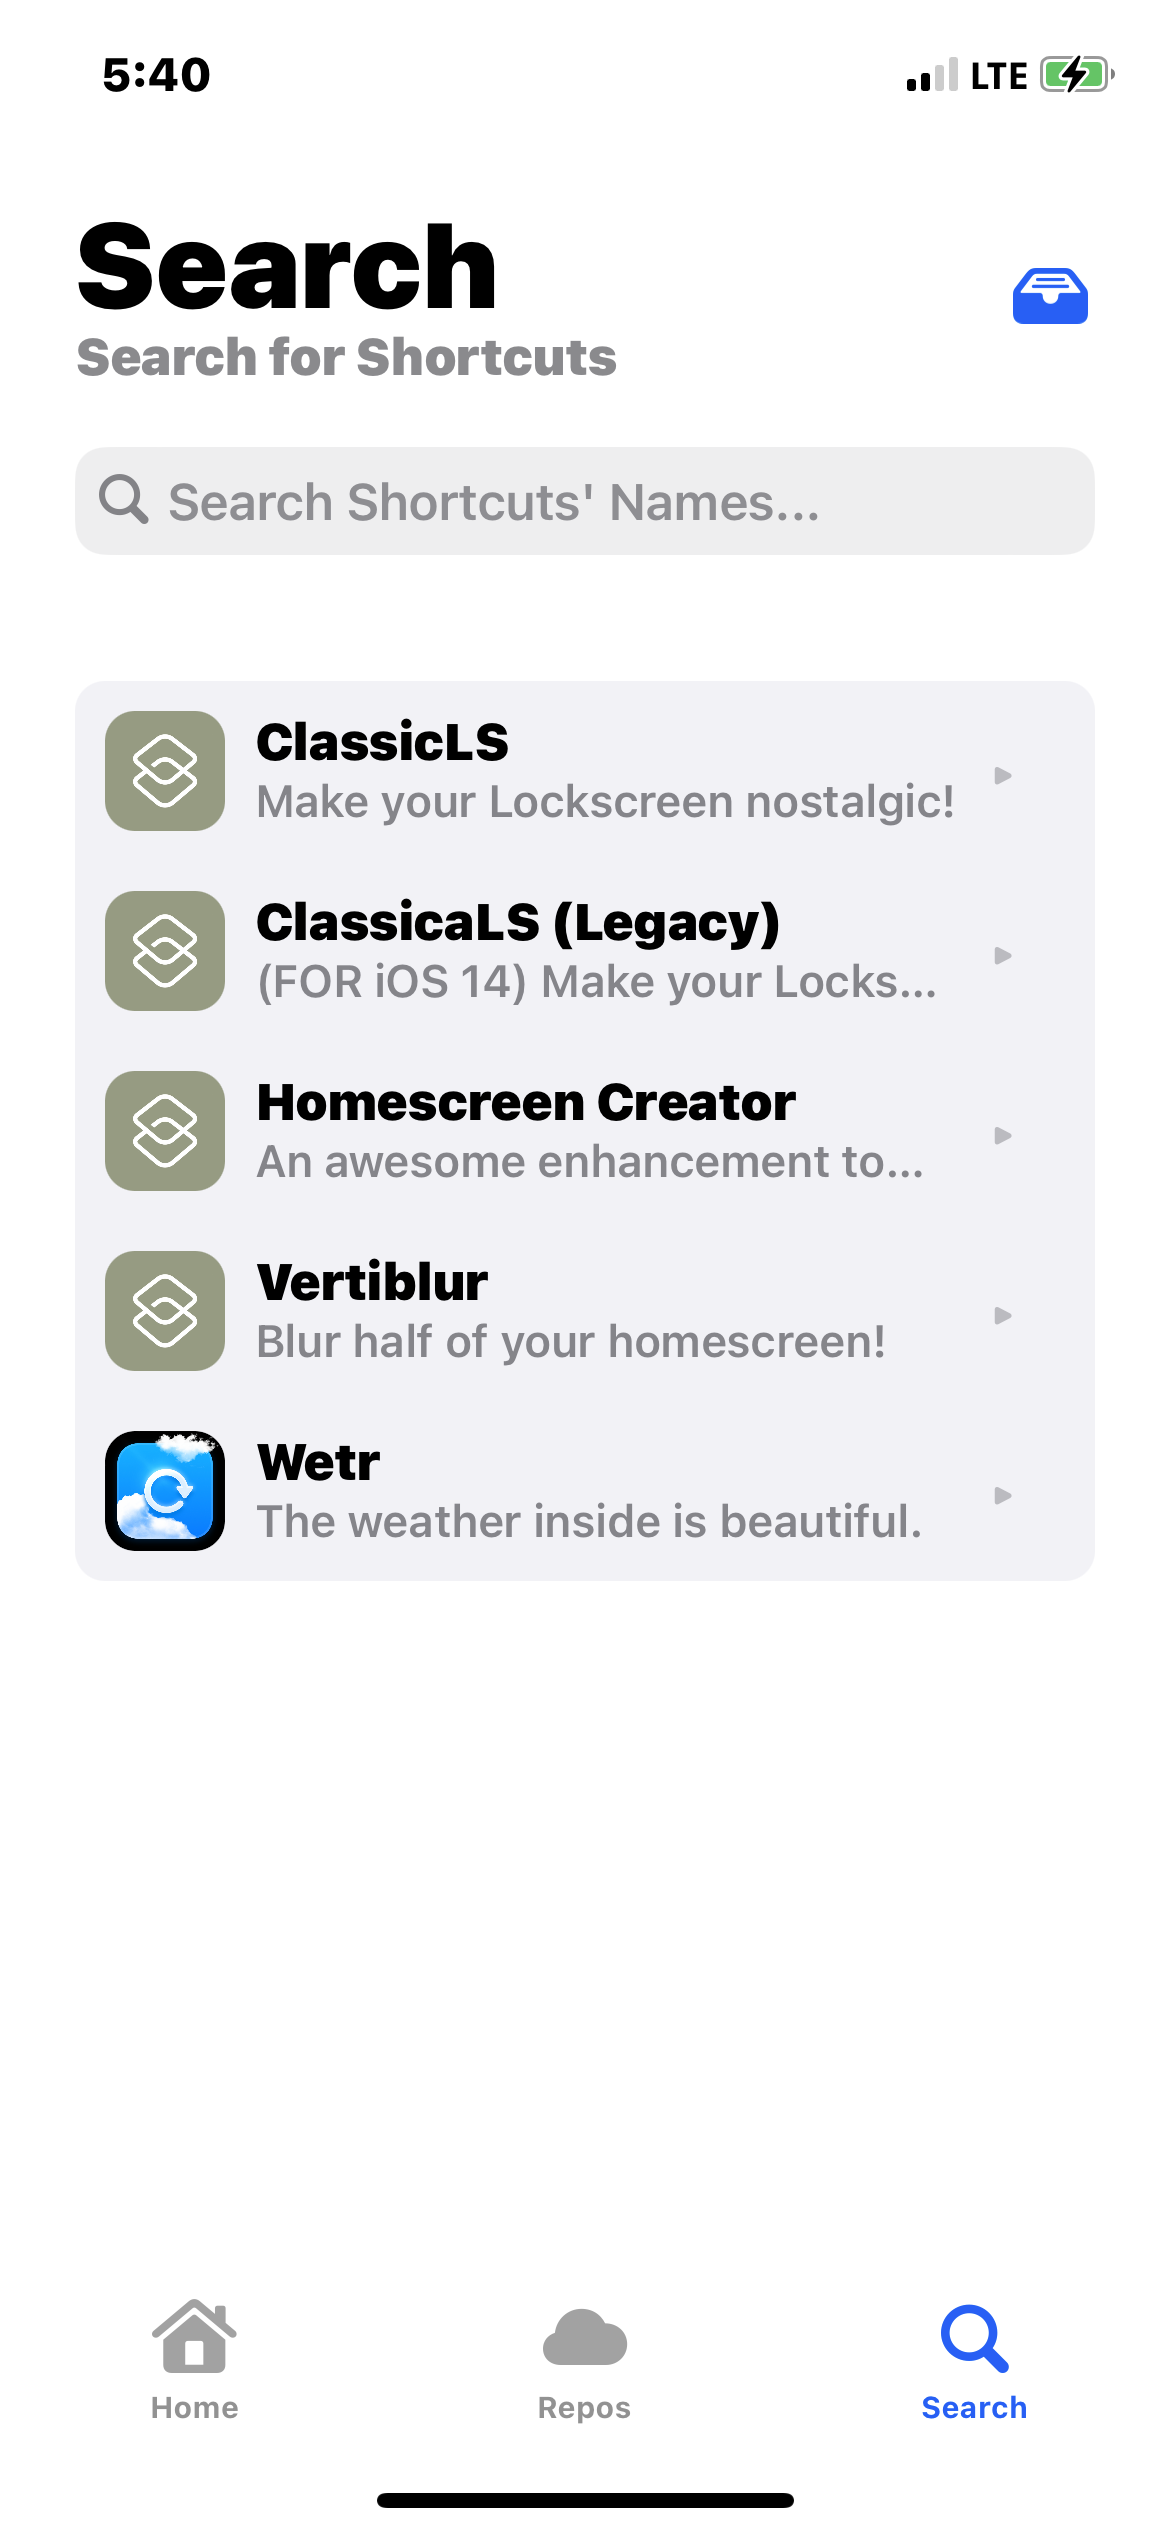 5:40
LTE
Search
Search for Shortcuts
Search Shortcuts' Names...
ClassicLS
Make your Lockscreen nostalgic!
ClassicaLS (Legacy)
(FOR iOS 14) Make your Locks...
Homescreen Creator
An awesome enhancement to...
Vertiblur
Blur half of your homescreen!
Wetr
The weather inside is beautiful.
Home
Repos
Search